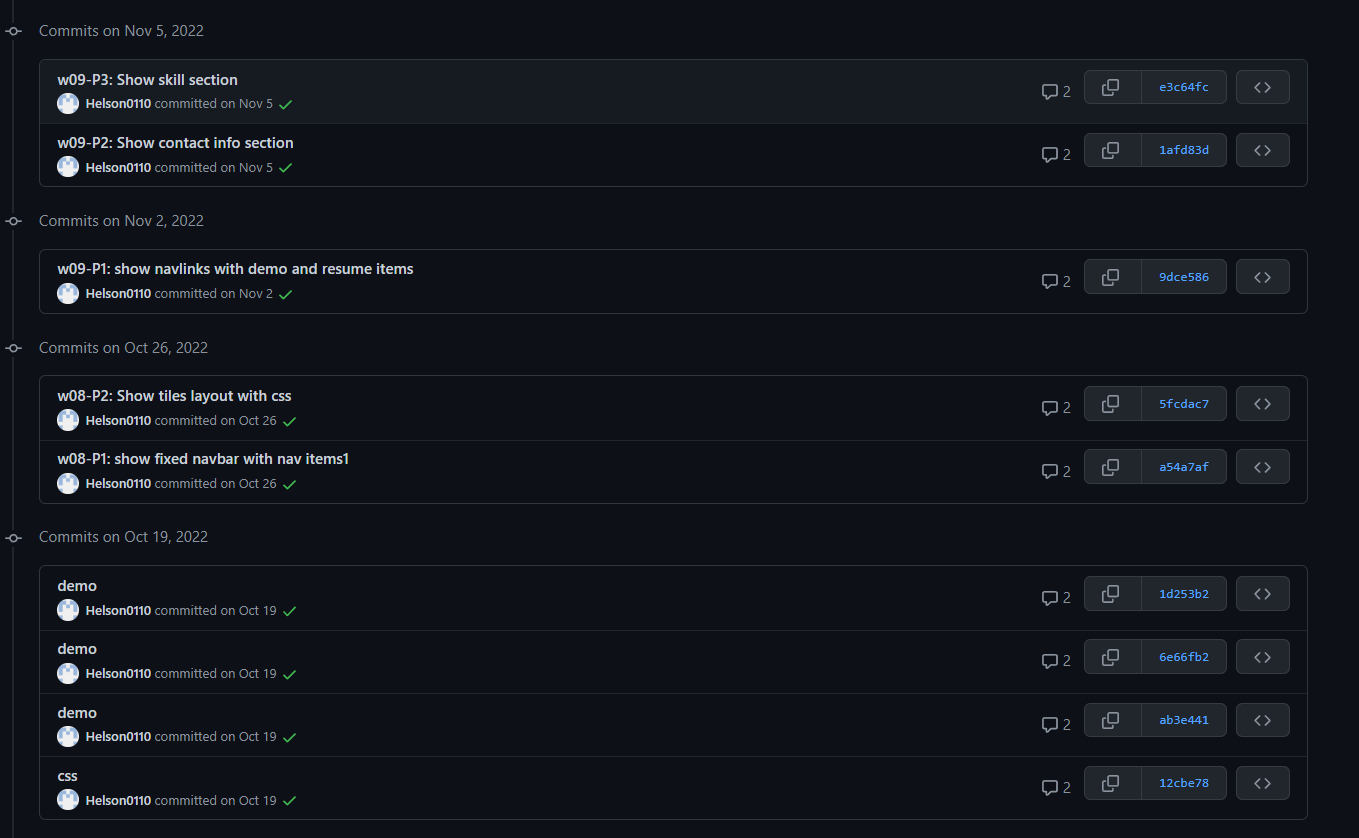 Commits on Nov 5, 2022
w09-P3: Show skill section
Helson0110 committed on Nov 5
2
e3c64fc
w09-P2: Show contact info section
Helson0110 committed on Nov 5
2
1afd83d
Commits on Nov 2, 2022
w09-P1: show navlinks with demo and resume items
Helson0110 committed on Nov 2
2
9dce586
Commits on Oct 26, 2022
w08-P2: Show tiles layout with css
Helson0110 committed on Oct 26
2
5fcdac7
w08-P1: show fixed navbar with nav items1
Helson0110 committed on Oct 26
2
a54a7af
Commits on Oct 19, 2022
demo
Helson0110 committed on Oct 19
2
1d253b2
demo
Helson0110 committed on Oct 19
2
6e66fb2
demo
Helson0110 committed on Oct 19
2
ab3e441
css
Helson0110 committed on Oct 19
2
12cbe78